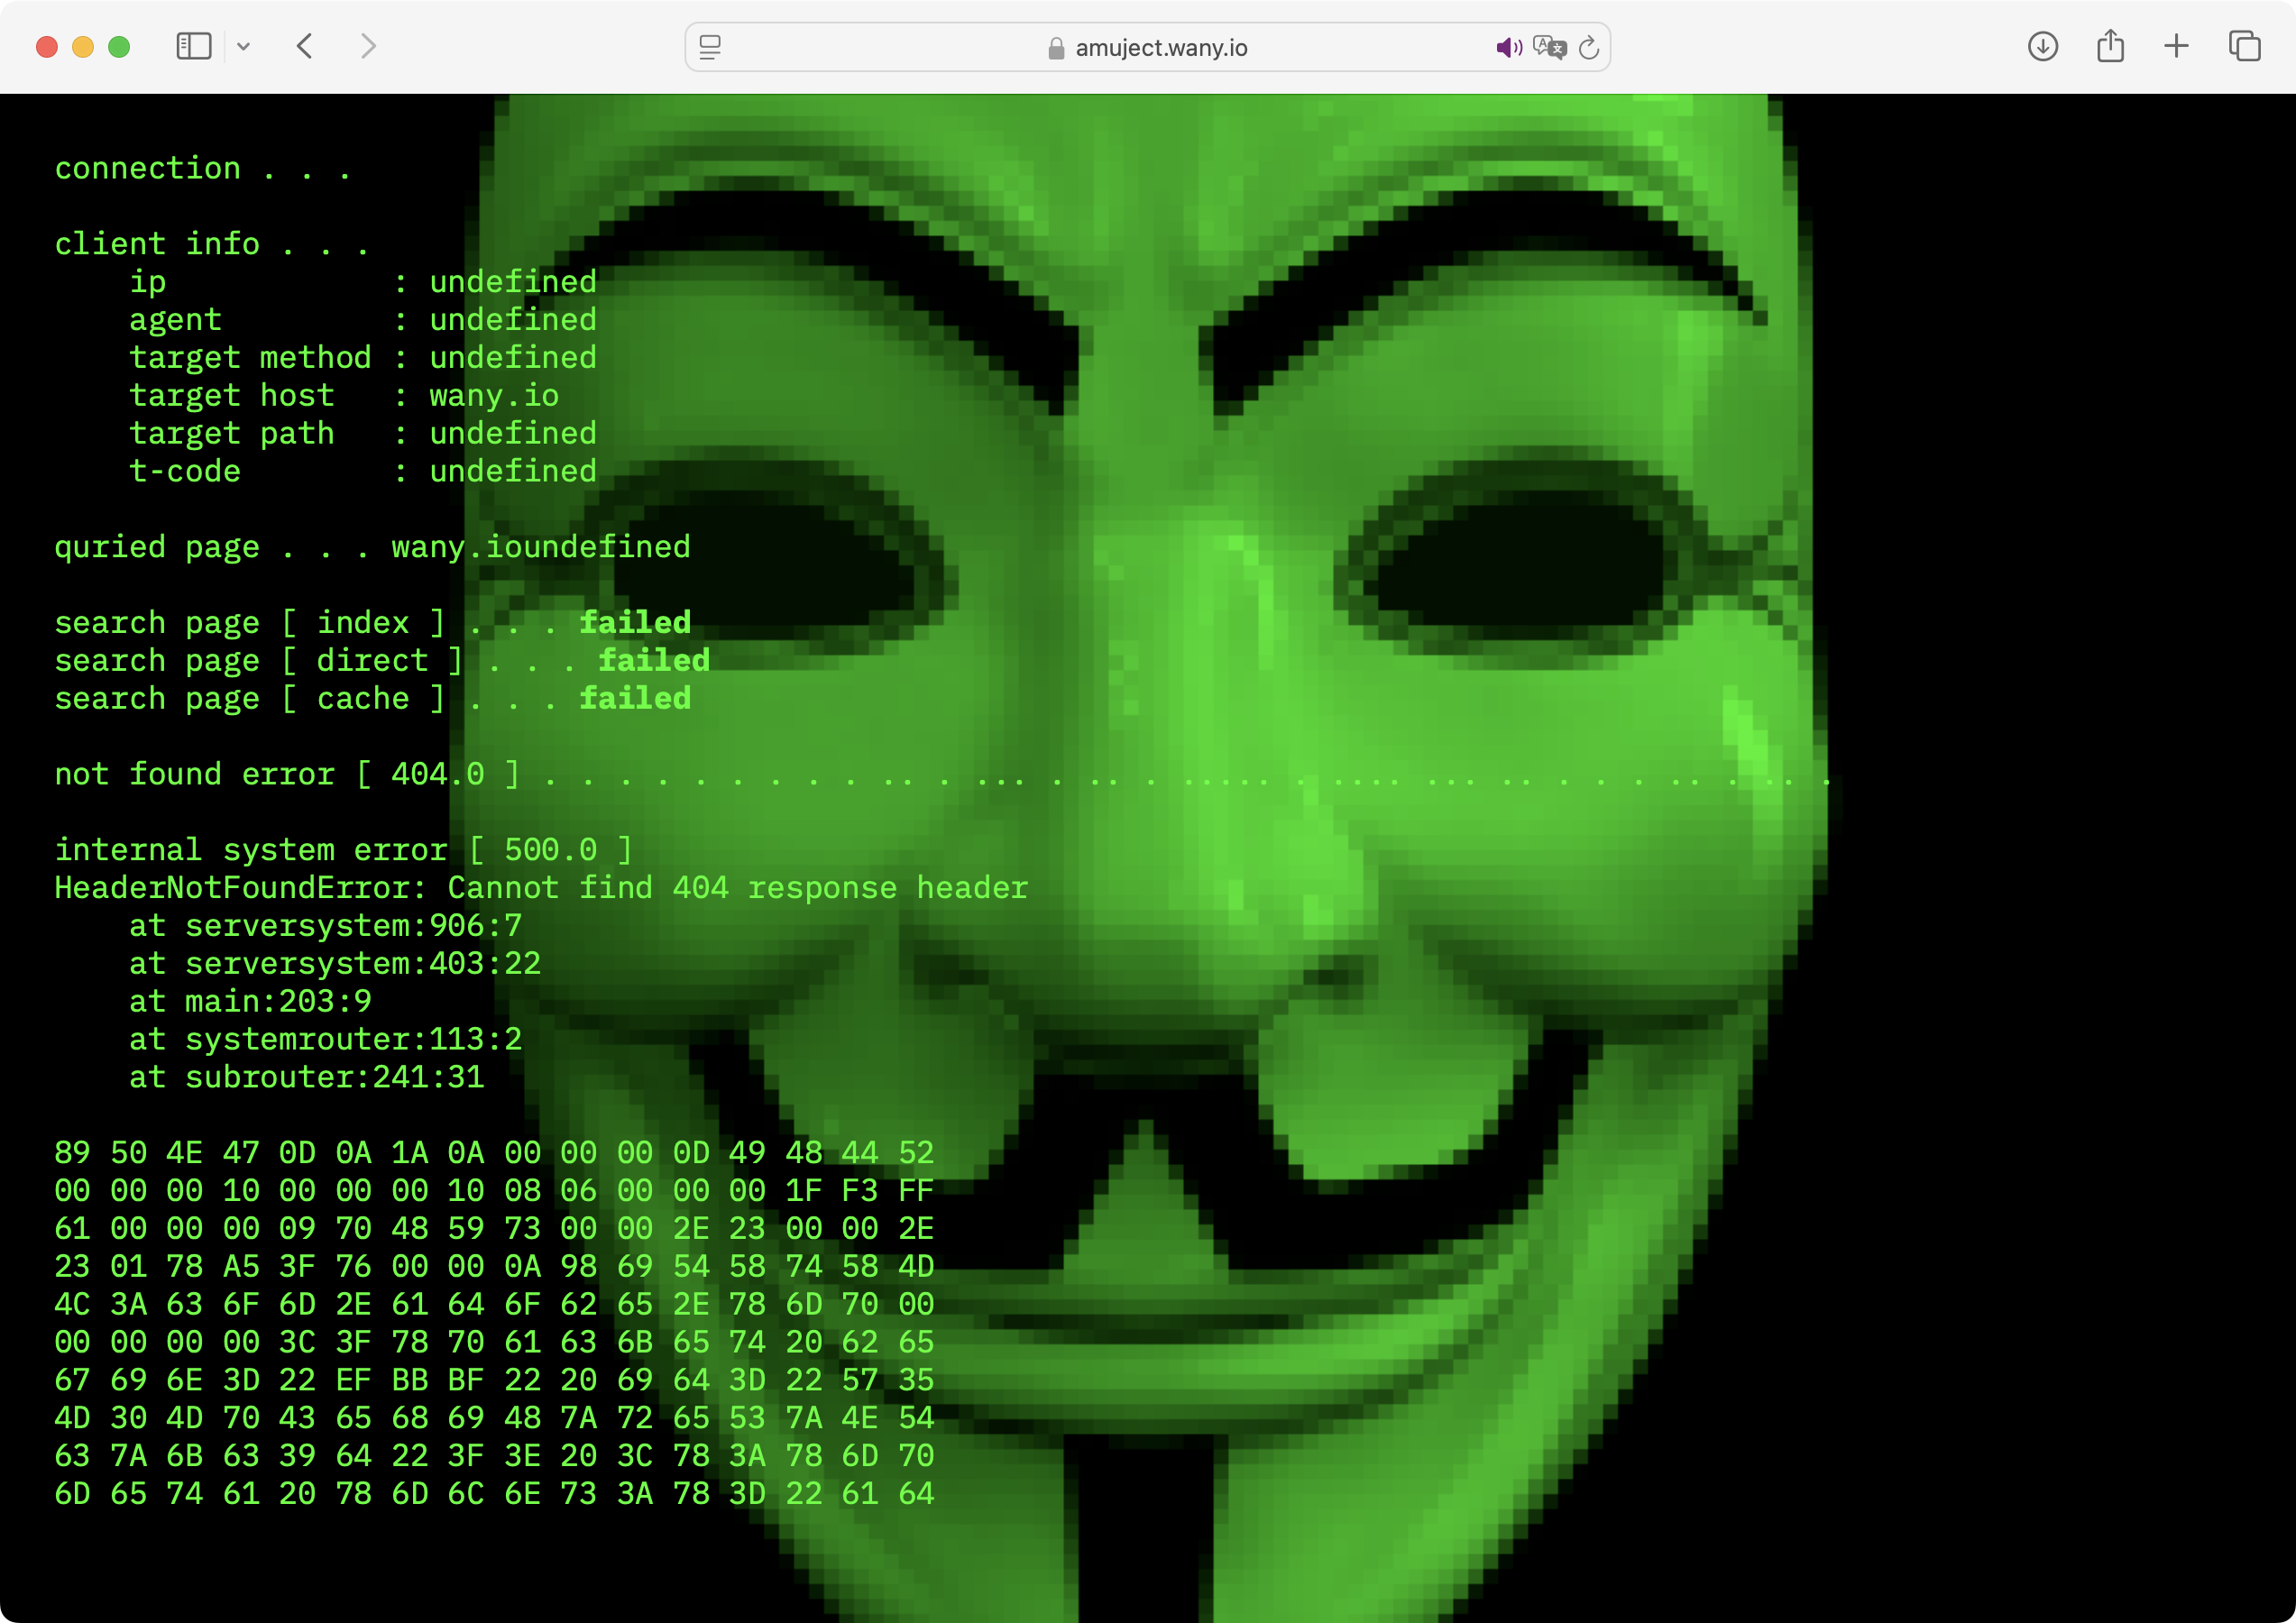 amuject.wany.io
connection . . .
client info . . .
ip : undefined
agent : undefined
target method : undefined
target host : wany.io
target path : undefined
t-code : undefined
quried page . . . wany.ioundefined
search page [ index ] . . . failed
search page [ direct ] . . . failed
search page [ cache ] . . . failed
not found error [ 404.0 ] . . . . . . . . . .. . ... . .. . ..... . .... ... .. . . . .. . ... .
internal system error [ 500.0 ]
HeaderNotFoundError: Cannot find 404 response header
at serversystem:906:7
at serversystem:403:22
at main:203:9
at systemrouter:113:2
at subrouter:241:31
89 50 4E 47 0D 0A 1A 0A 00 00 00 0D 49 48 44 52
00 00 00 10 00 00 00 10 08 06 00 00 00 1F F3 FF
61 00 00 00 09 70 48 59 73 00 00 2E 23 00 00 2E
23 01 78 A5 3F 76 00 00 0A 98 69 54 58 74 58 4D
4C 3A 63 6F 6D 2E 61 64 6F 62 65 2E 78 6D 70 00
00 00 00 00 3C 3F 78 70 61 63 6B 65 74 20 62 65
67 69 6E 3D 22 EF BB BF 22 20 69 64 3D 22 57 35
4D 30 4D 70 43 65 68 69 48 7A 72 65 53 7A 4E 54
63 7A 6B 63 39 64 22 3F 3E 20 3C 78 3A 78 6D 70
6D 65 74 61 20 78 6D 6C 6E 73 3A 78 3D 22 61 64